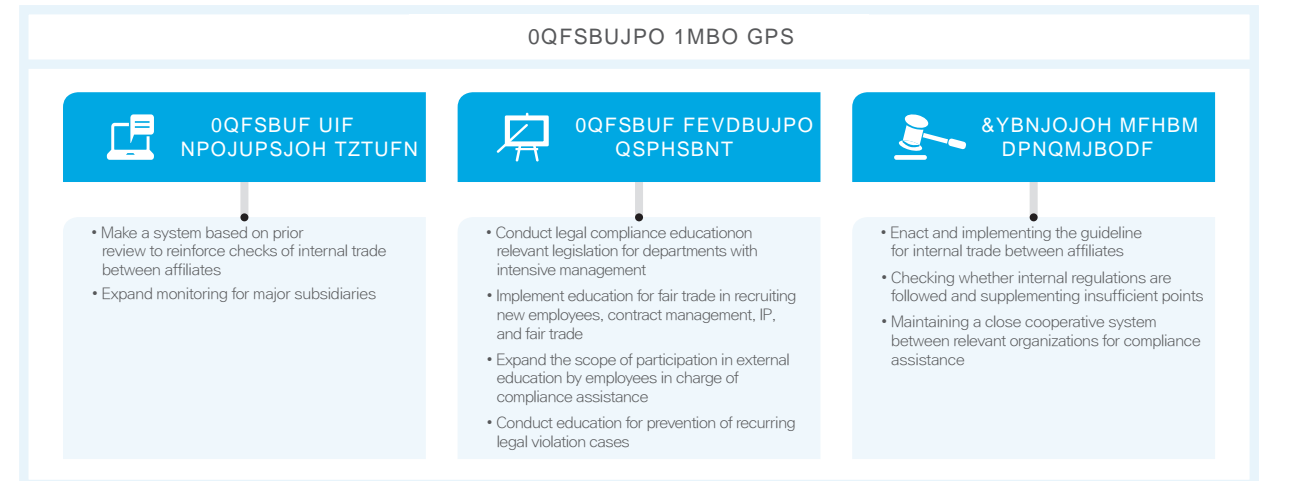 0QFSBUJPO 1MBO GPS
0QFSBUF UIF
NPOJUPSJOH TZTUFN
• Make a system based on prior
review to reinforce checks of internal trade
between affiliates
• Expand monitoring for major subsidiaries
0QFSBUF FEVDBUJPO
QSPHSBNT
• Conduct legal compliance educationon
relevant legislation for departments with
intensive management
• Implement education for fair trade in recruiting
new employees, contract management, IP,
and fair trade
• Expand the scope of participation in external
education by employees in charge of
compliance assistance
• Conduct education for prevention of recurring
legal violation cases
&YBNJOJOH MFHBM
DPNQMJBODF
• Enact and implementing the guideline
for internal trade between affiliates
• Checking whether internal regulations are
followed and supplementing insufficient points
• Maintaining a close cooperative system
between relevant organizations for compliance
assistance